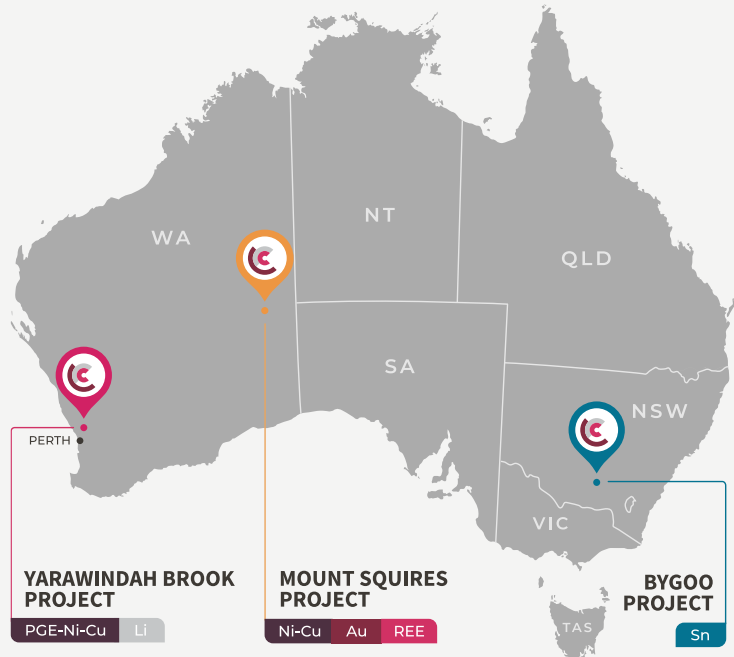 WA
NT
QLD
SA
NSW
PERTH
VIC
TAS
YARAWINDAH BROOK
PROJECT
PGE-Ni-Cu Li
MOUNT SQUIRES
PROJECT
Ni-Cu Au REE
BYGOO
PROJECT
Sn